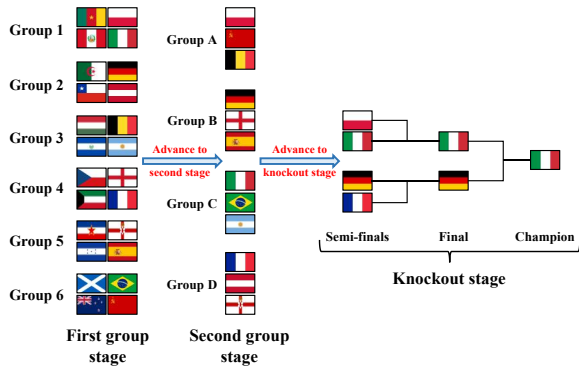 Group 1
Group 2
Group 3
Group 4
Group 5
Group 6
First group
stage
Advance to
second stage
Group A
Group B
Group C
Group D
Second group
stage
Advance to
knockout stage
Semi-finals
Final
Champion
Knockout stage